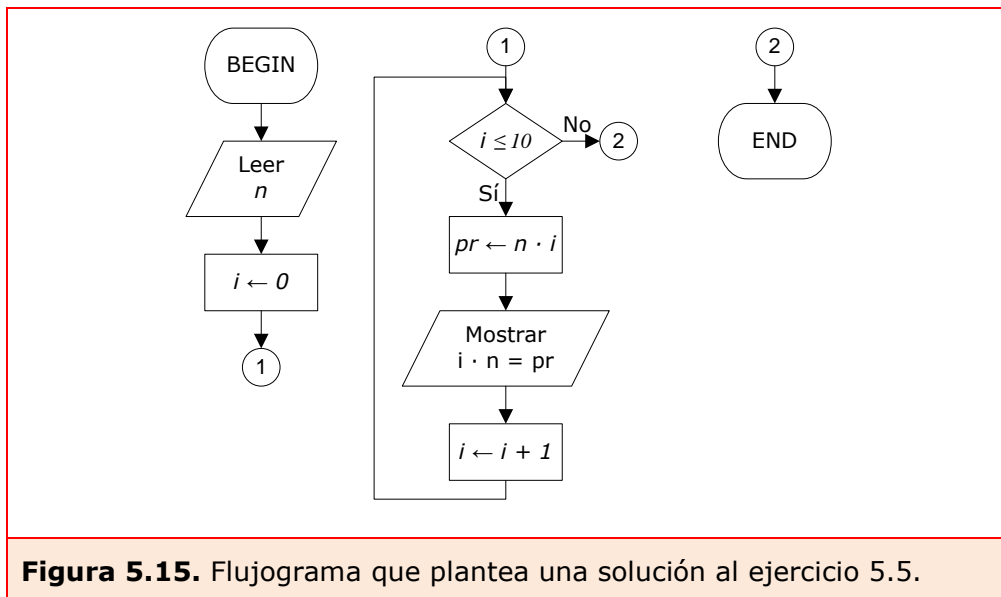 BEGIN
Leer
n
i ← 0
1
1
i ≤ 10
No
2
Sí
pr ← n · i
Mostrar
i · n = pr
i ← i + 1
2
END
Figura 5.15. Flujograma que plantea una solución al ejercicio 5.5.